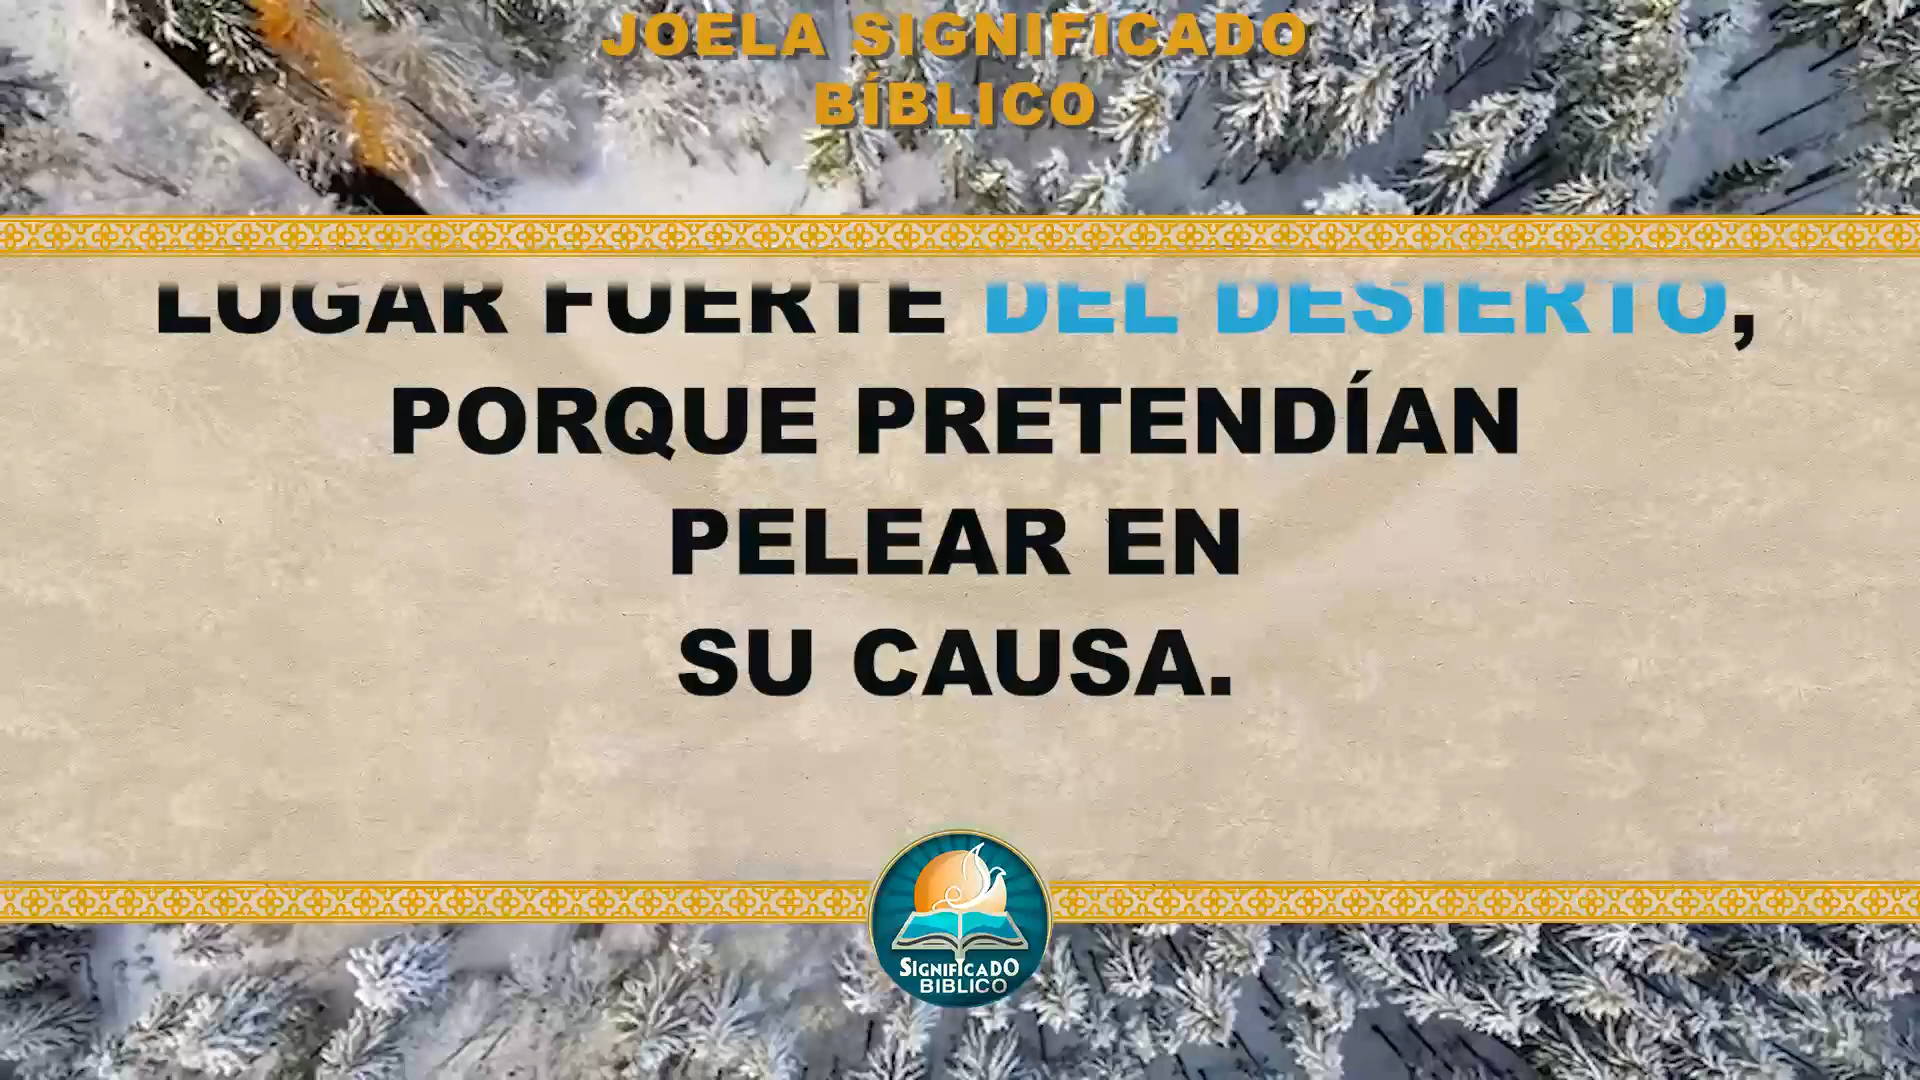 JOELA SIGNIFICADO
BÍBLICO
LUGAR FUERTE DEL DESIERTO,
PORQUE PRETENDÍAN
PELEAR EN
SU CAUSA.
SIGNIFICADO
BIBLICO